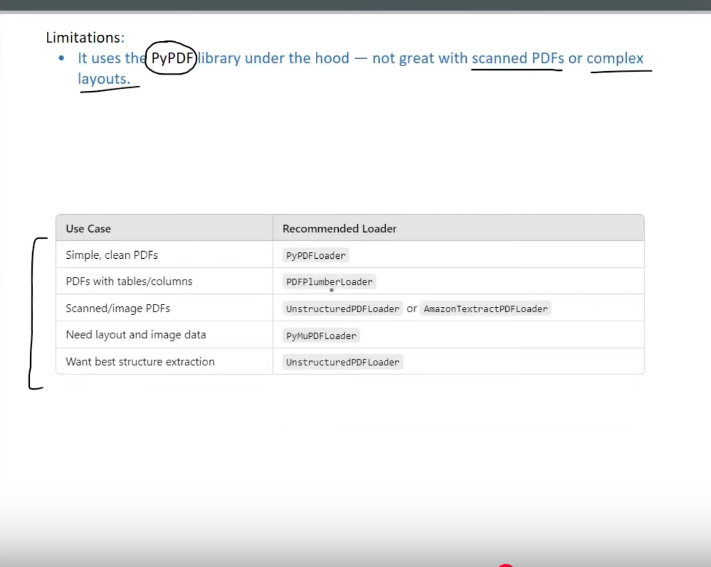 Limitations:
• It uses the PyPDF library under the hood — not great with scanned PDFs or complex
layouts.
Use Case Recommended Loader
Simple, clean PDFs PyPDFLoader
PDFs with tables/columns PDFPlumberLoader
Scanned/image PDFs UnstructuredPDFLoader or AmazonTextractPDFLoader
Need layout and image data PyMuPDFLoader
Want best structure extraction UnstructuredPDFLoader